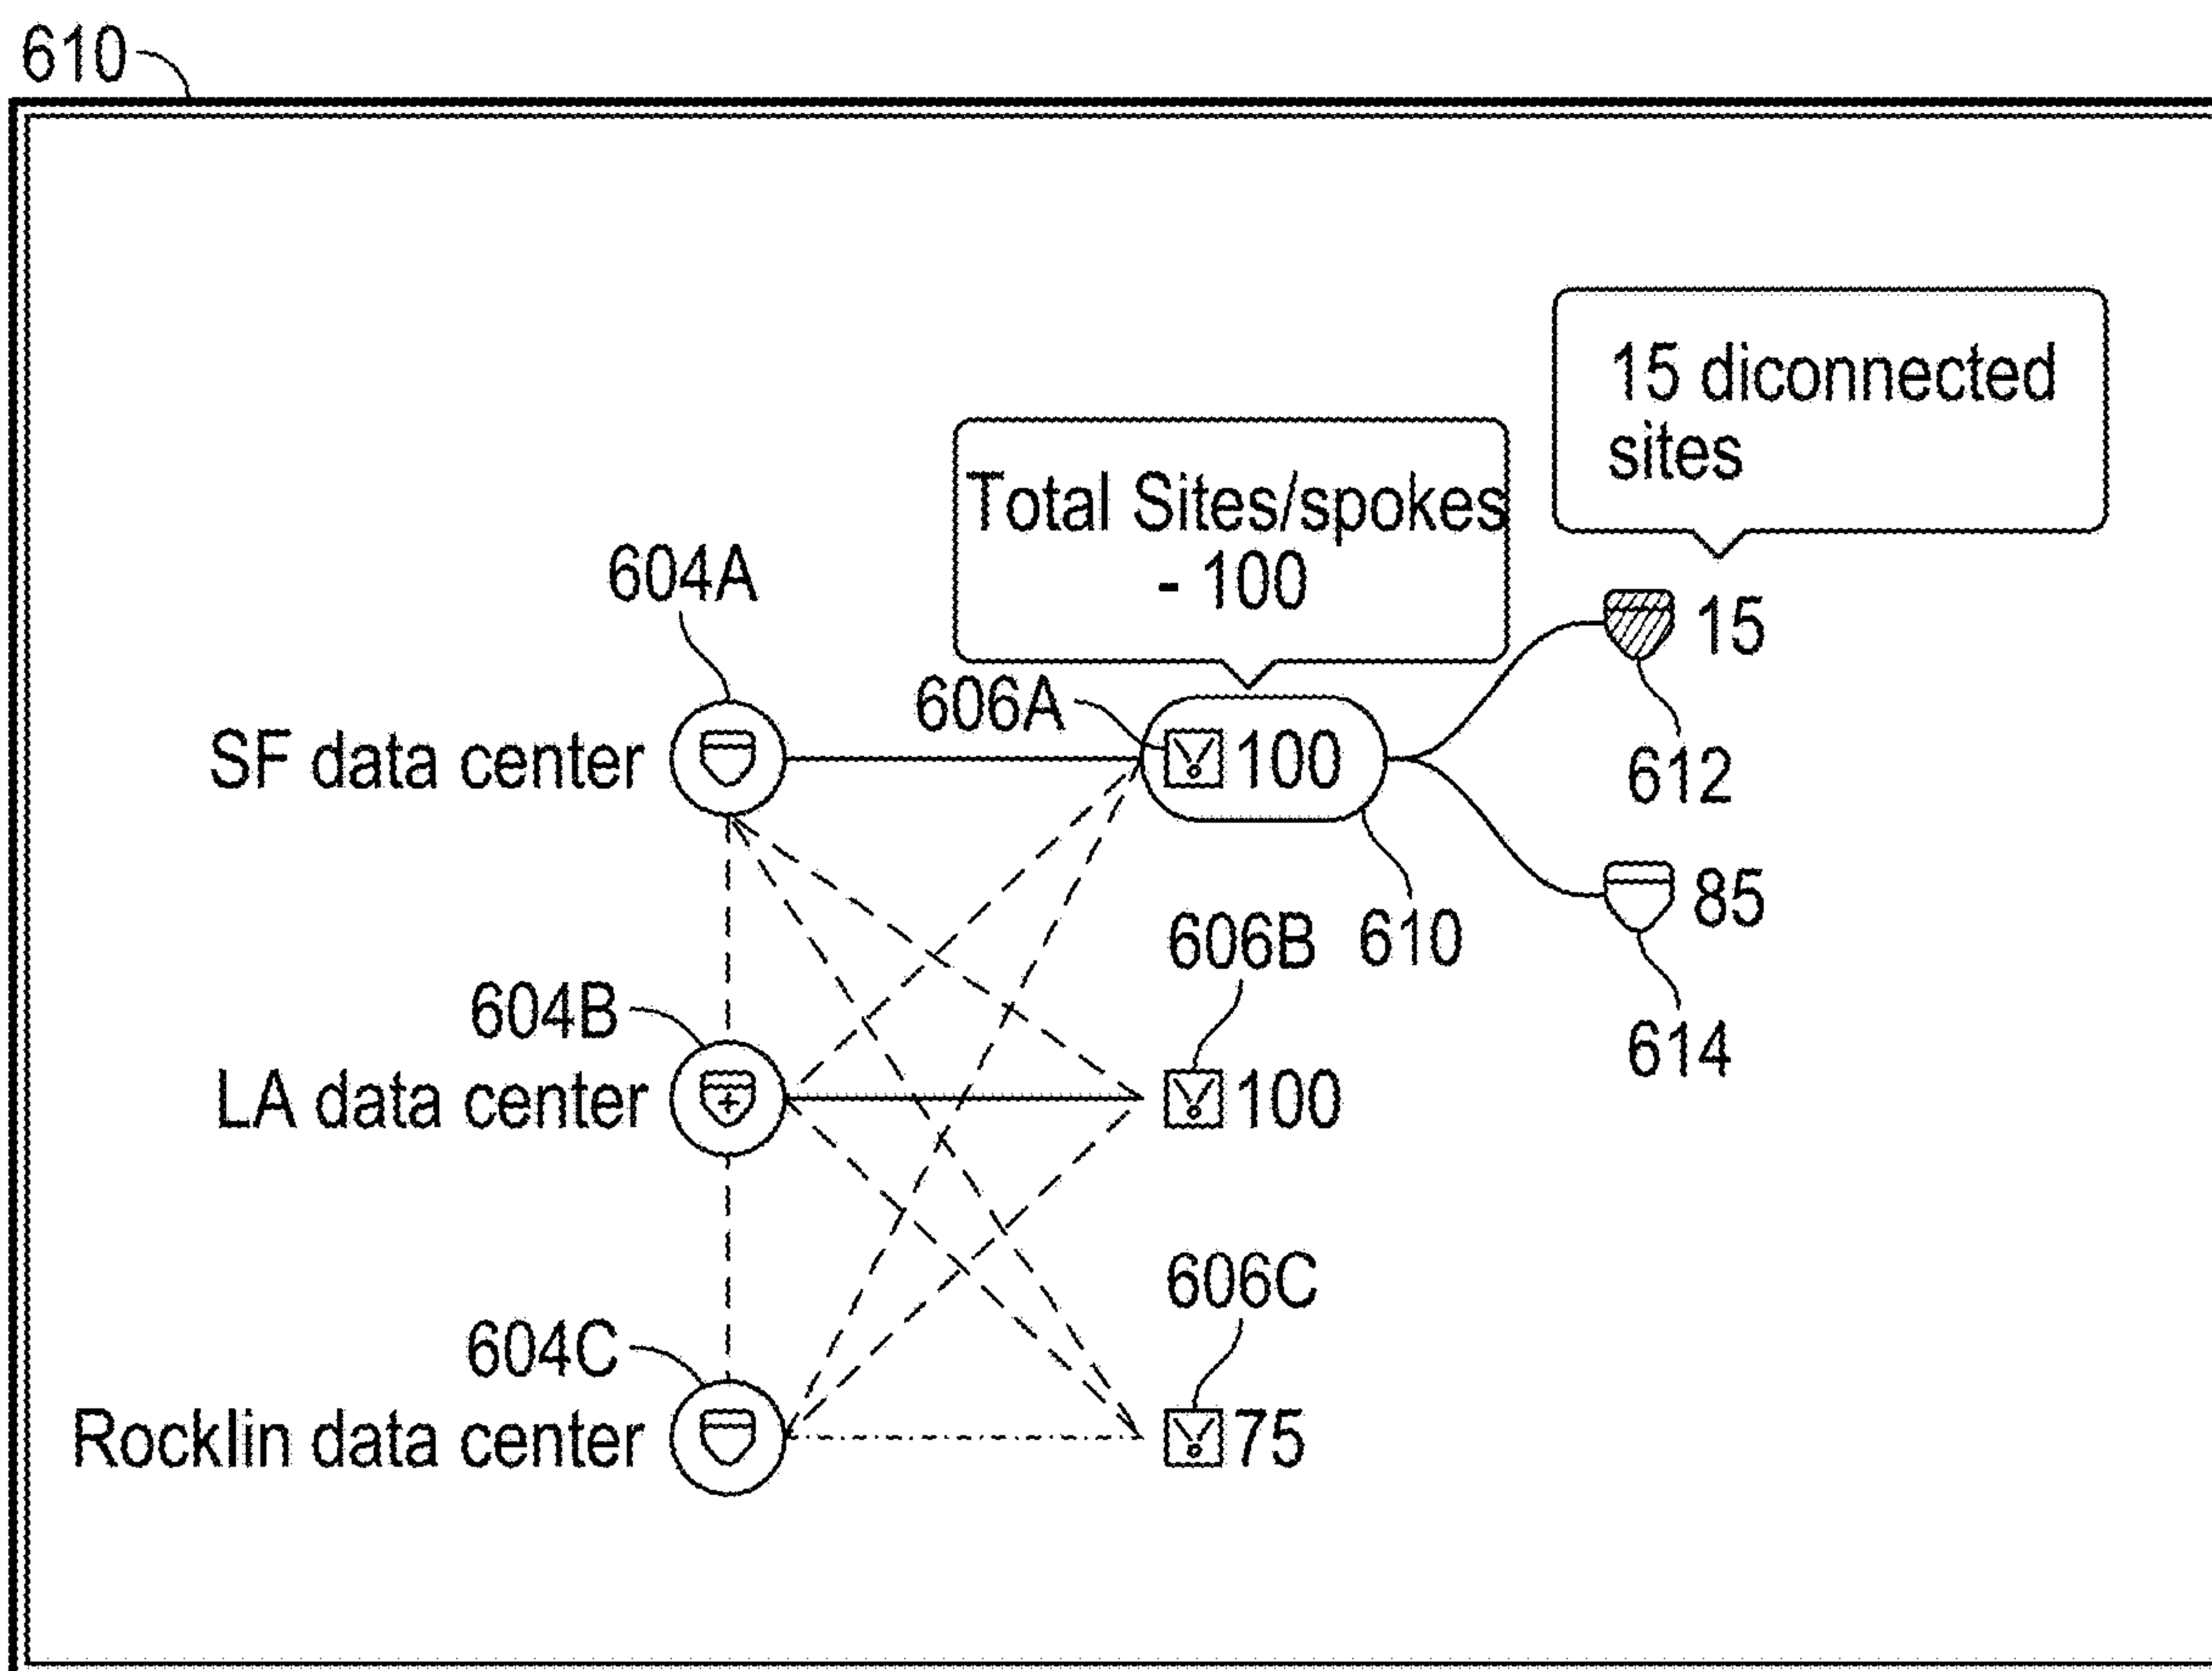 610
15 diconnected
sites
Total Sites/spokes
- 100
604A
15
606A
SF data center
100
612
85
606B
610
604B
614
LA data center
100
606C
604C
Rocklin data center
75